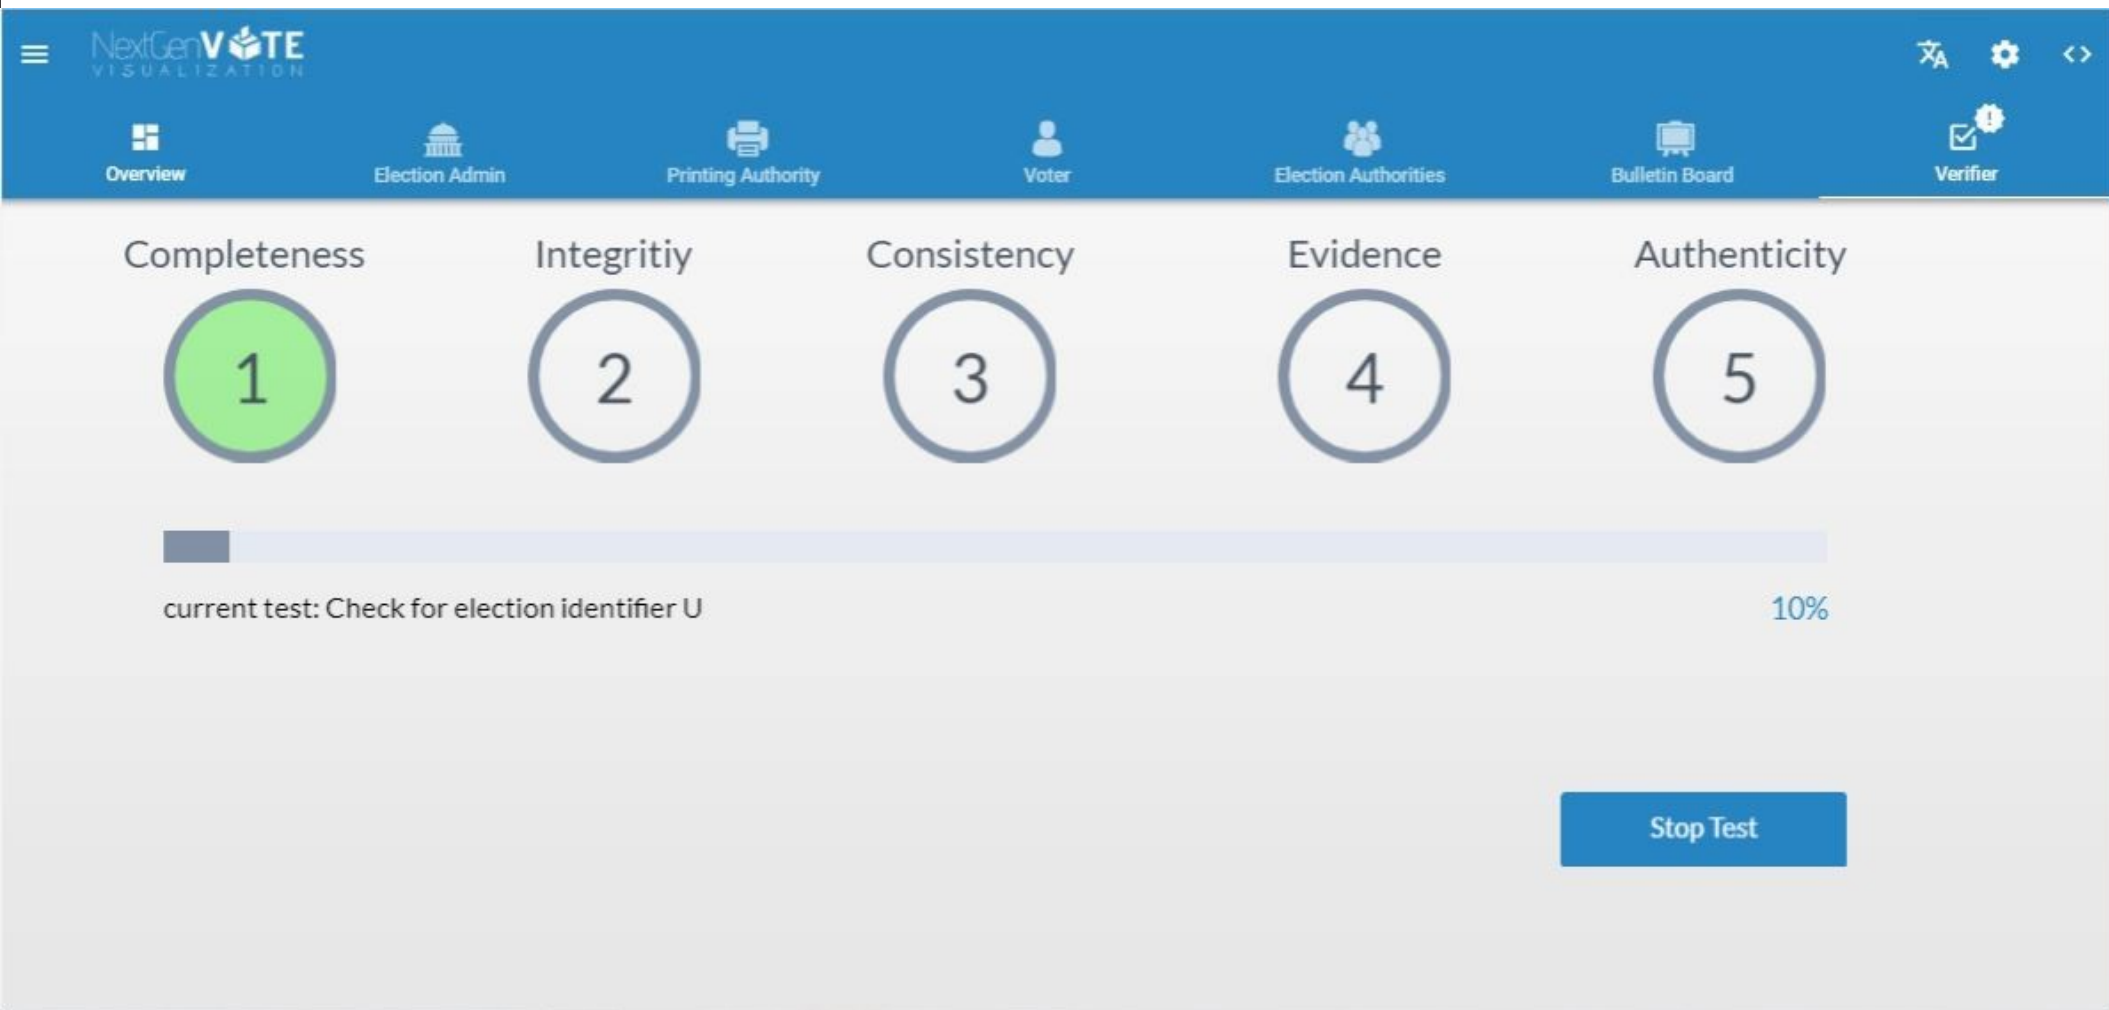 NextGenVOTE
VISUALIZATION
Overview
Election Admin
Printing Authority
Voter
Election Authorities
Bulletin Board
Verifier
Completeness
Integritiy
Consistency
Evidence
Authenticity
1
2
3
4
5
current test: Check for election identifier U
10%
Stop Test